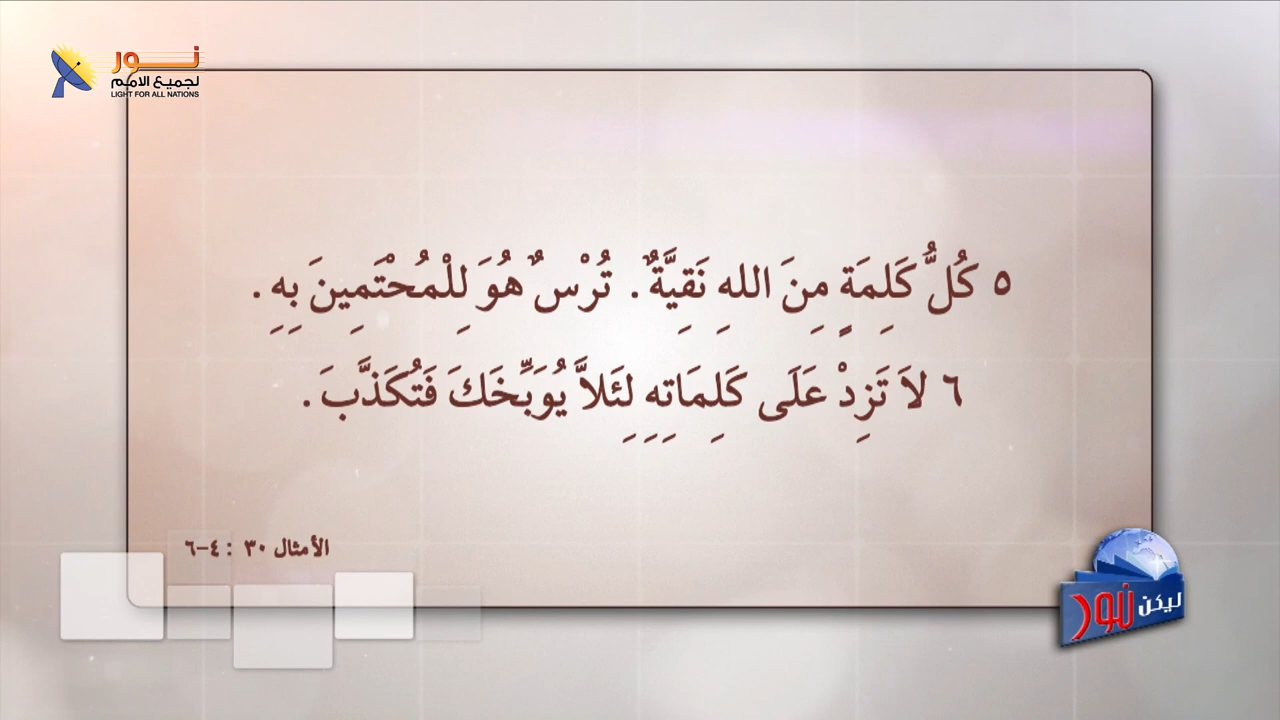 نور
لجميع الامم
LIGHT FOR ALL NATIONS
٥ كُلُّ كَلِمَةٍ مِنَ اللهِ نَقِيَّةٌ . تُرْسٌ هُوَ لِلْمُحْتَمِينَ بِهِ .
٦ لاَ تَزِدْ عَلَى كَلِمَاتِهِ لِئَلاَّ يُوَبِّخَكَ فَتُكَذَّبَ .
الأمثال ٣٠ : ٤-٦
ليكن نور